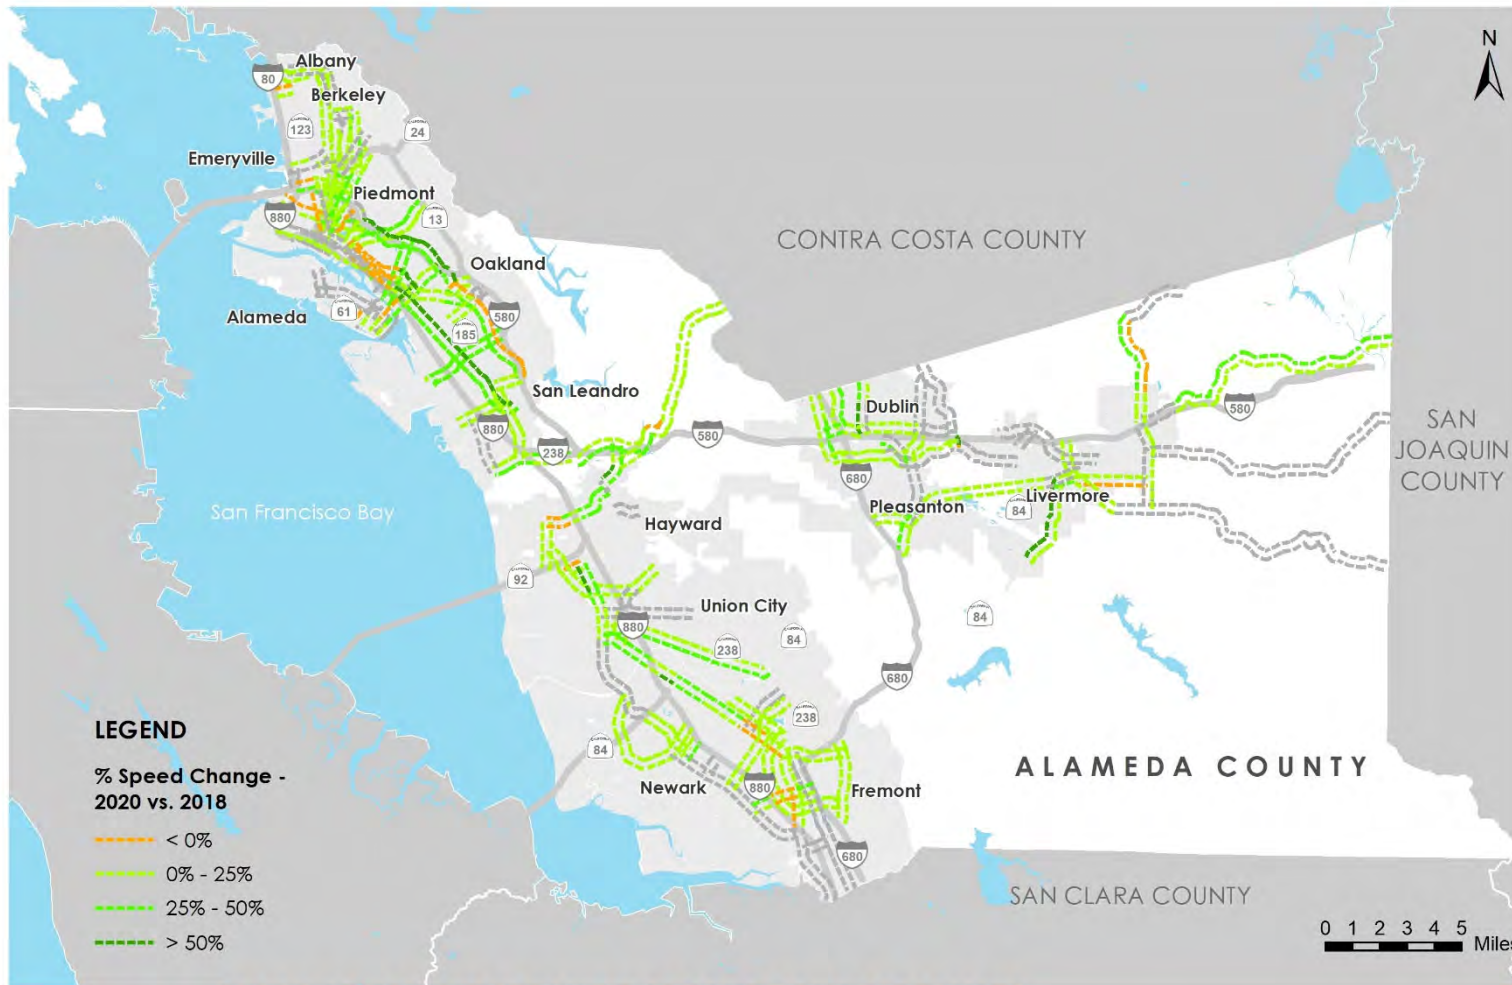 N
Albany
80
Berkeley
123
24
Emeryville
Piedmont
880
13
CONTRA COSTA COUNTY
Oakland
Alameda
61
580
185
San Leandro
Dublin
880
238
580
580
SAN
JOAQUIN
COUNTY
680
Pleasanton
Livermore
84
San Francisco Bay
Hayward
92
Union City
880
84
84
238
680
238
LEGEND
84
ALAMEDA COUNTY
% Speed Change -
2020 vs. 2018
Newark
880
Fremont
< 0%
680
0% - 25%
SAN CLARA COUNTY
25% - 50%
> 50%
0 1 2 3 4 5
Miles